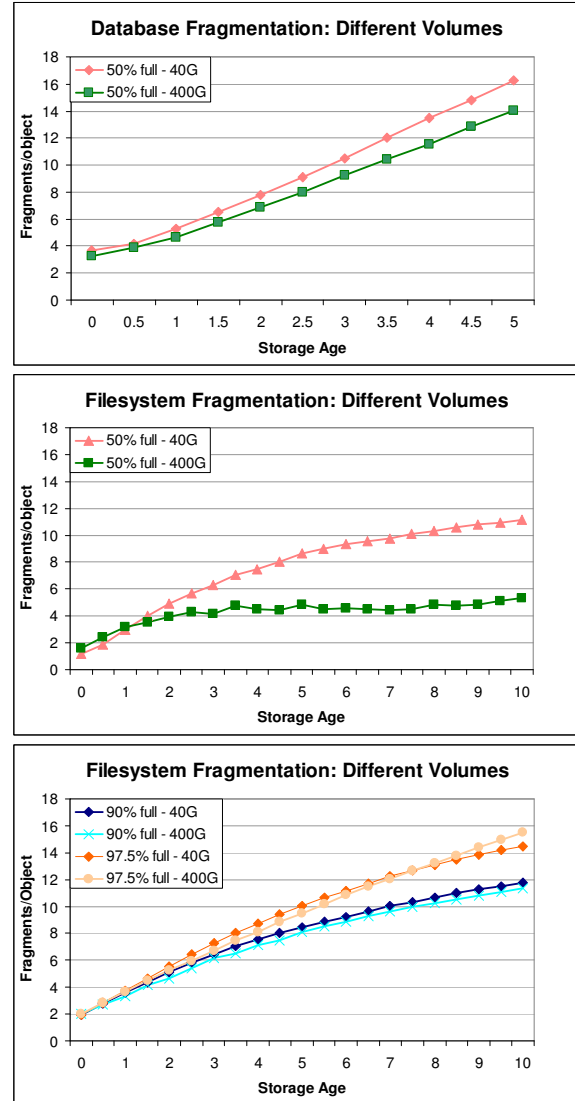 Database Fragmentation: Different Volumes
50% full - 40G
50% full - 400G
Fragments/object
18
16
14
12
10
8
6
4
2
0
0 0.5 1 1.5 2 2.5 3 3.5 4 4.5 5
Storage Age
Filesystem Fragmentation: Different Volumes
50% full - 40G
50% full - 400G
Fragments/object
18
16
14
12
10
8
6
4
2
0
0 1 2 3 4 5 6 7 8 9 10
Storage Age
Filesystem Fragmentation: Different Volumes
90% full - 40G
90% full - 400G
97.5% full - 40G
97.5% full - 400G
Fragments/Object
18
16
14
12
10
8
6
4
2
0
0 1 2 3 4 5 6 7 8 9 10
Storage Age